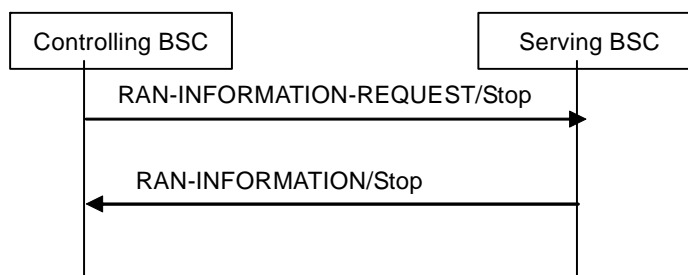 Controlling BSC
Serving BSC
RAN-INFORMATION-REQUEST/Stop
RAN-INFORMATION/Stop